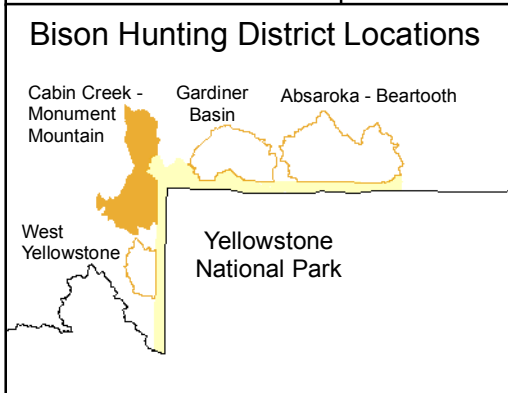 Bison Hunting District Locations
Cabin Creek -
Monument
Mountain
Gardiner
Basin
Absaroka - Beartooth
West
Yellowstone
Yellowstone
National Park